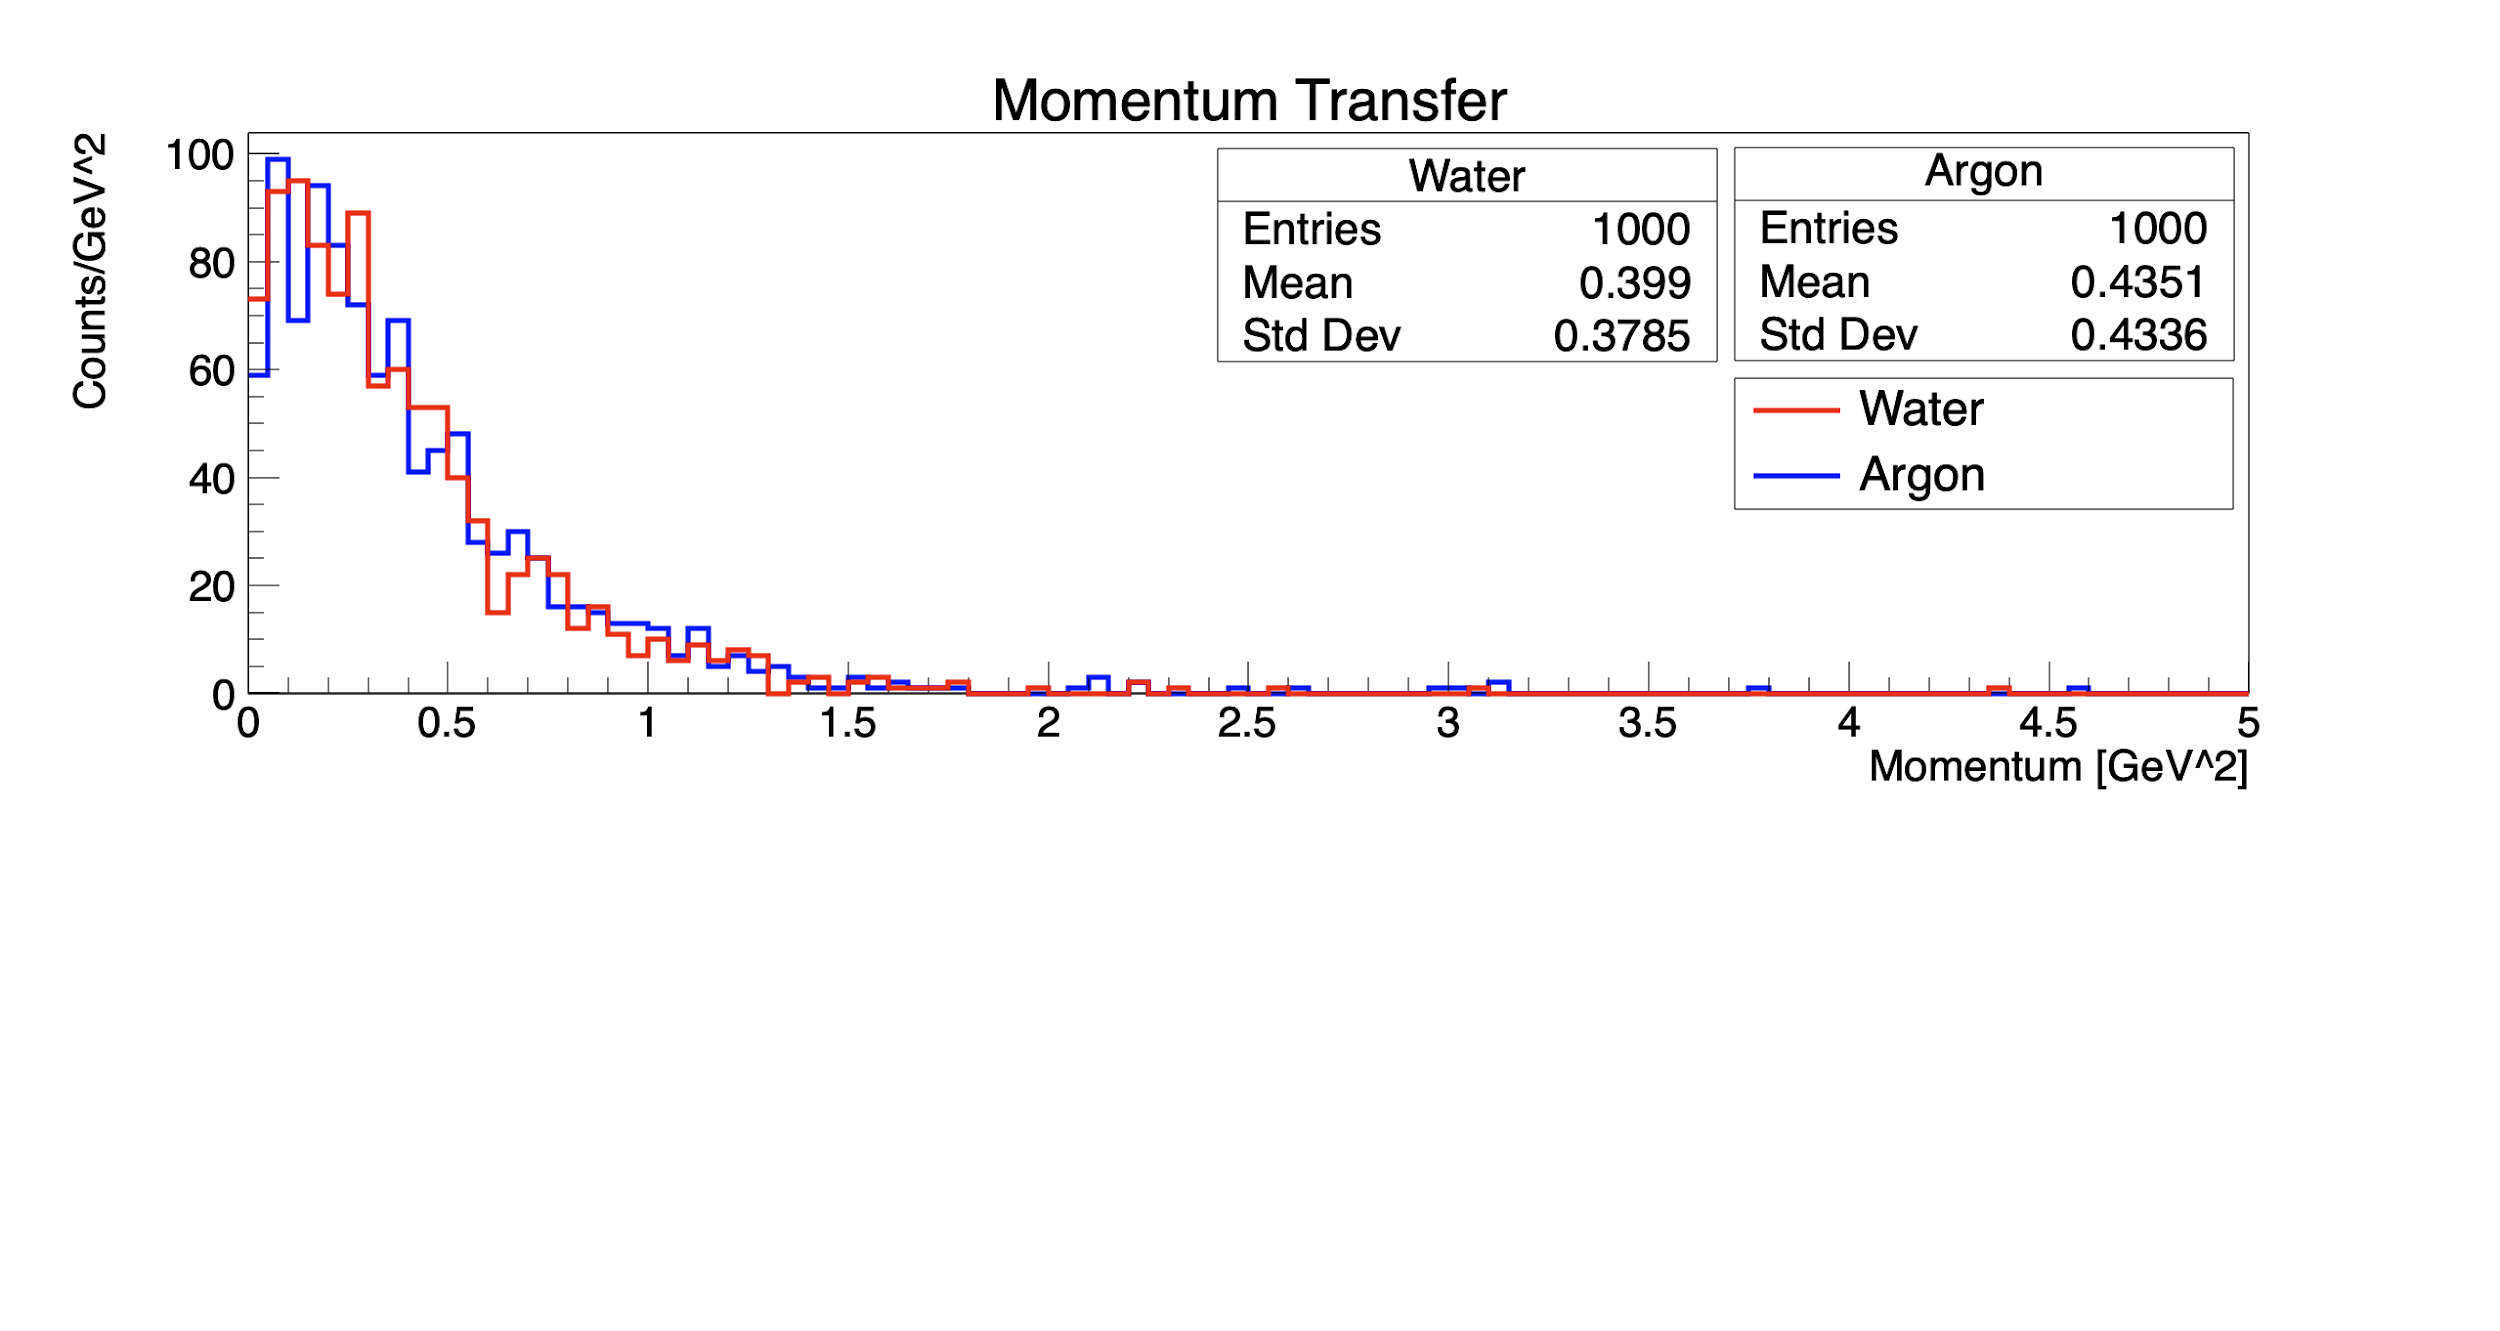 Momentum Transfer
Counts/GeV^2
100
80
60
40
20
0
Water
Entries 1000
Mean 0.399
Std Dev 0.3785
Argon
Entries 1000
Mean 0.4351
Std Dev 0.4336
Water
Argon
0 0.5 1 1.5 2 2.5 3 3.5 4 4.5 5
Momentum [GeV^2]